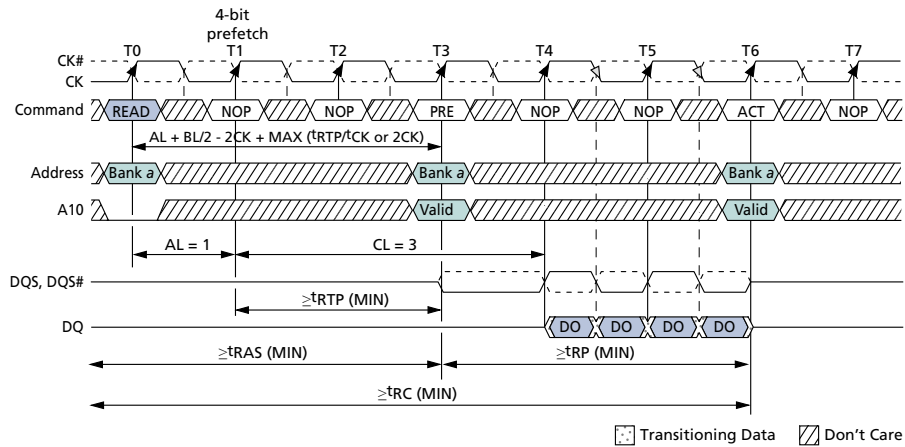 4-bit
prefetch
T0 T1 T2 T3 T4 T5 T6 T7
CK#
CK
Command READ NOP NOP PRE NOP NOP ACT NOP
AL + BL/2 - 2CK + MAX (tRTP/tCK or 2CK)
Address Bank a Bank a Bank a
A10 Valid Valid
AL = 1 CL = 3
DQS, DQS#
≥tRTP (MIN)
DQ DO DO DO DO
≥tRAS (MIN) ≥tRP (MIN)
≥tRC (MIN)
Transitioning Data Don't Care